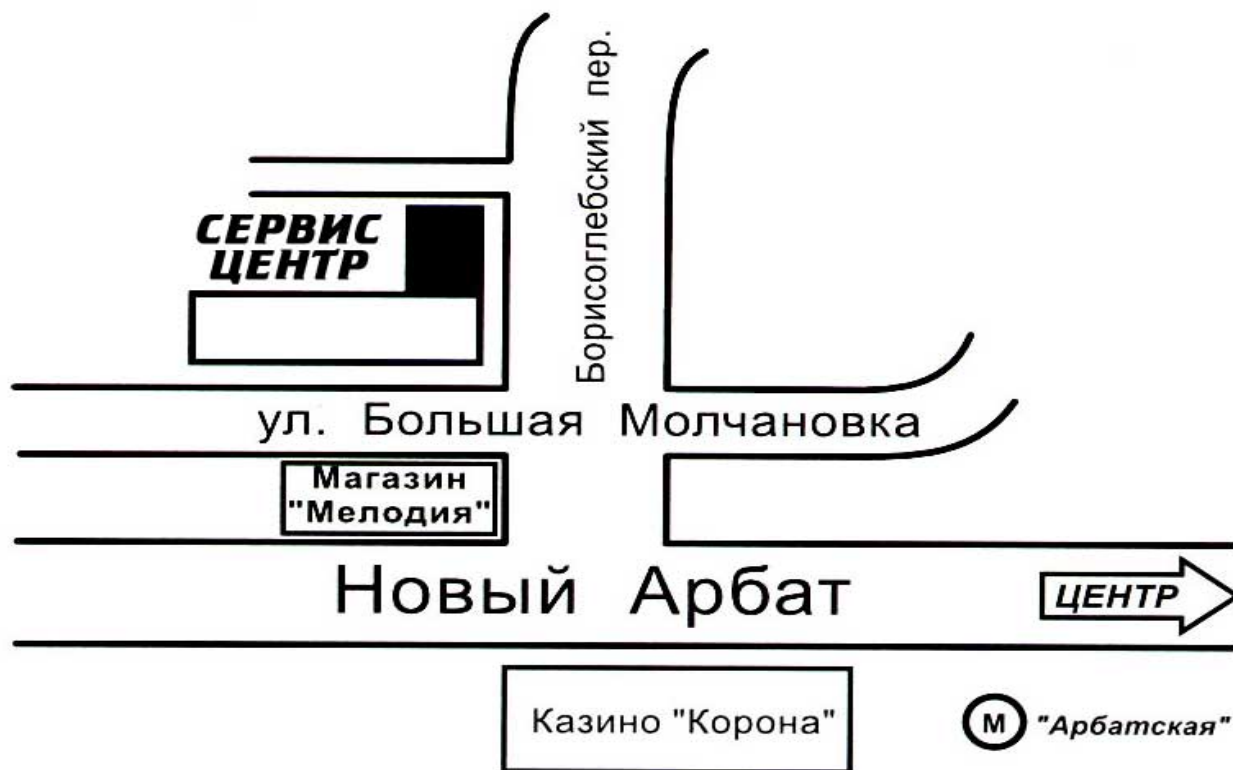 Борисоглебский пер.
СЕРВИС
ЦЕНТР
ул. Большая Молчановка
Магазин
"Мелодия"
Новый Арбат
ЦЕНТР
Казино "Корона"
М "Арбатская"